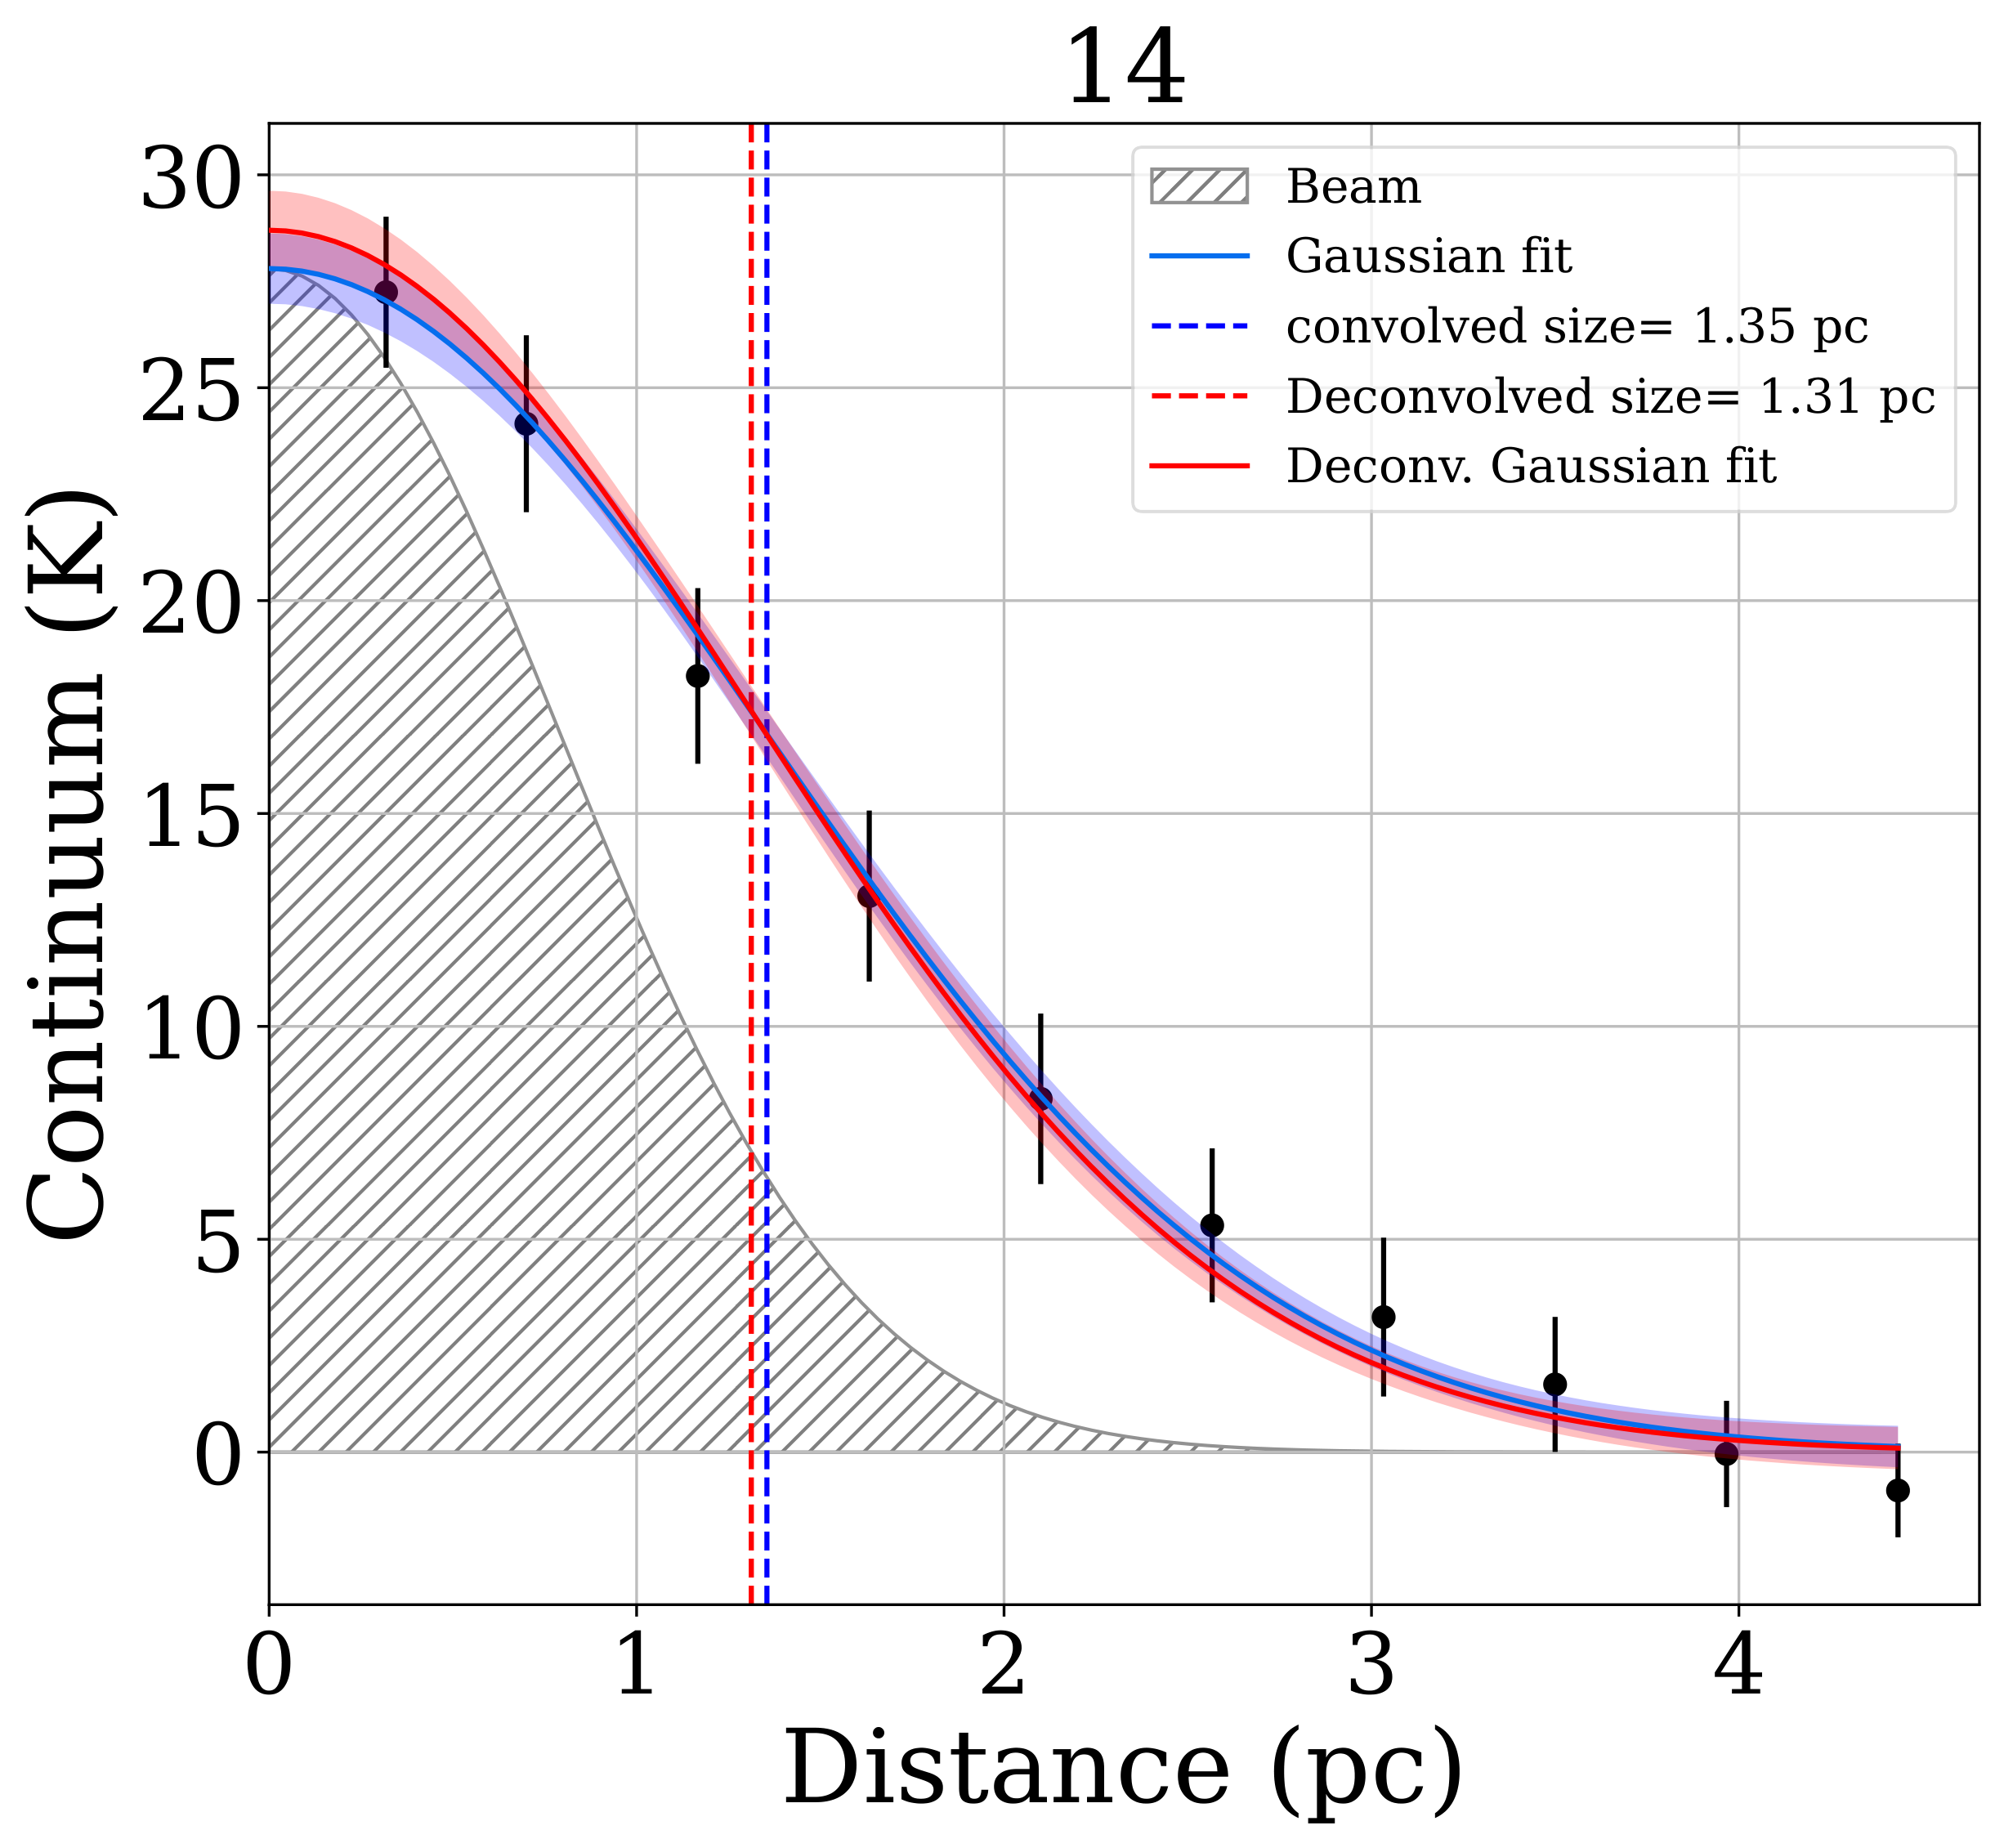 14
Continuum (K)
30
25
20
15
10
5
0
Beam
Gaussian fit
convolved size= 1.35 pc
Deconvolved size= 1.31 pc
Deconv. Gaussian fit
0 1 2 3 4
Distance (pc)